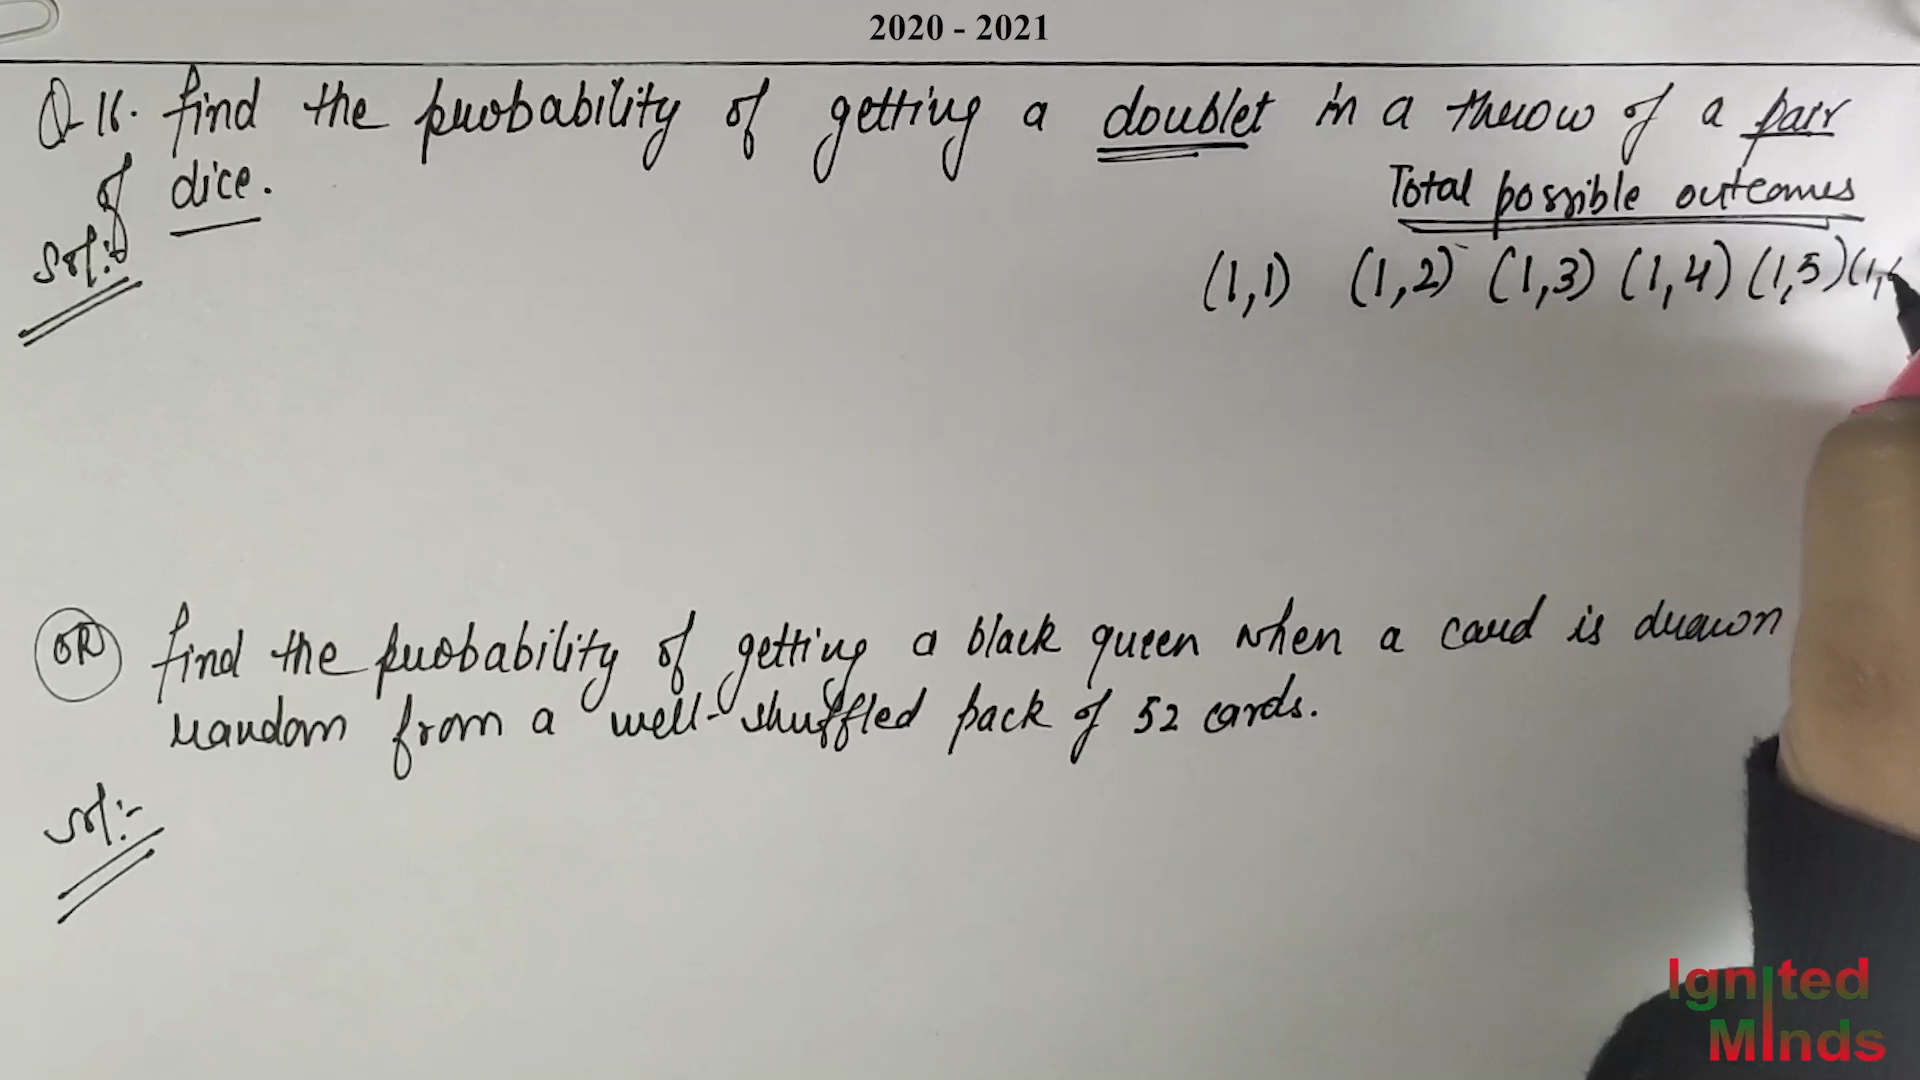 2020 - 2021
Q-16. find the probability of getting a doublet in a throw of a pair
of dice.
Total possible outcomes
Sol:-
(1,1) (1,2) (1,3) (1,4) (1,5) (1,6
OR find the probability of getting a black queen when a card is drawn
random from a well-shuffled pack of 52 cards.
Sol:-
Ignited
Minds